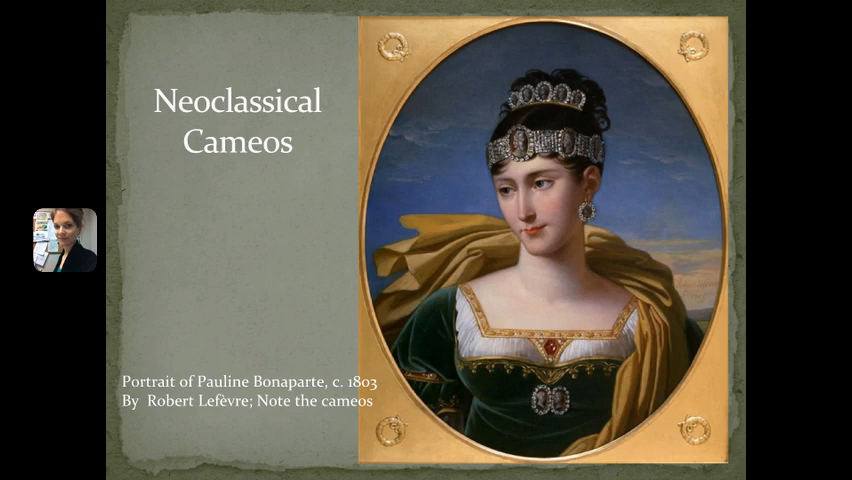 Neoclassical
Cameos
Portrait of Pauline Bonaparte, c. 1803
By  Robert Lefèvre; Note the cameos